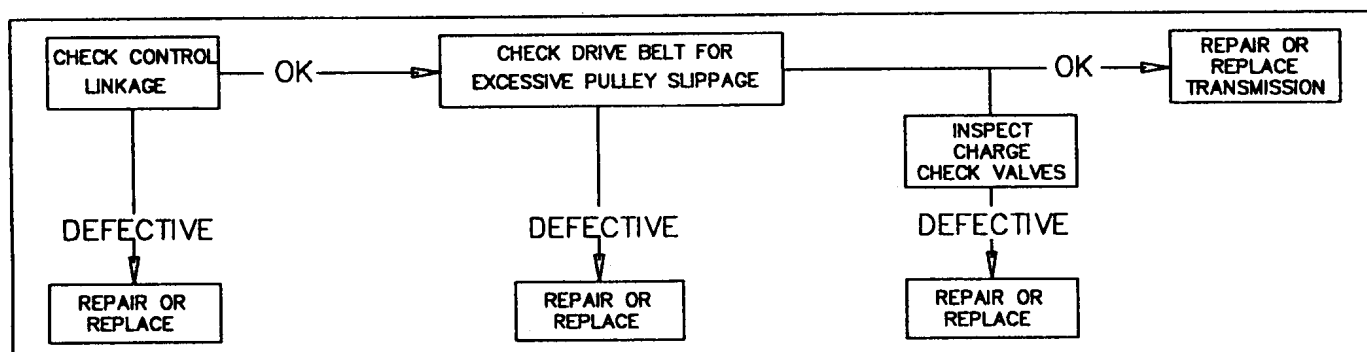 CHECK CONTROL
LINKAGE
OK
CHECK DRIVE BELT FOR
EXCESSIVE PULLEY SLIPPAGE
OK
REPAIR OR
REPLACE
TRANSMISSION
INSPECT
CHARGE
CHECK VALVES
DEFECTIVE
DEFECTIVE
DEFECTIVE
REPAIR OR
REPLACE
REPAIR OR
REPLACE
REPAIR OR
REPLACE